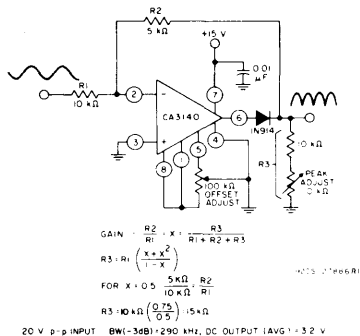 R2
5 kΩ
+15 V
0.01
μF
R1
10 kΩ
2
7
CA3140
6
1N914
3
4
5
1
8
10 kΩ
R3
PEAK
ADJUST
100 kΩ
OFFSET
ADJUST
GAIN = R2/R1 = X = R3/(R1 + R2 + R3)
R3 = R1 (X + X²/1 - X)
FOR X = 0.5 5 KΩ/10 KΩ = R2/R1
R3 = 10 kΩ (0.75/0.5) = 15 kΩ
20 V p-p INPUT BW(-3dB) = 290 kHz, DC OUTPUT (AVG) = 3.2 V